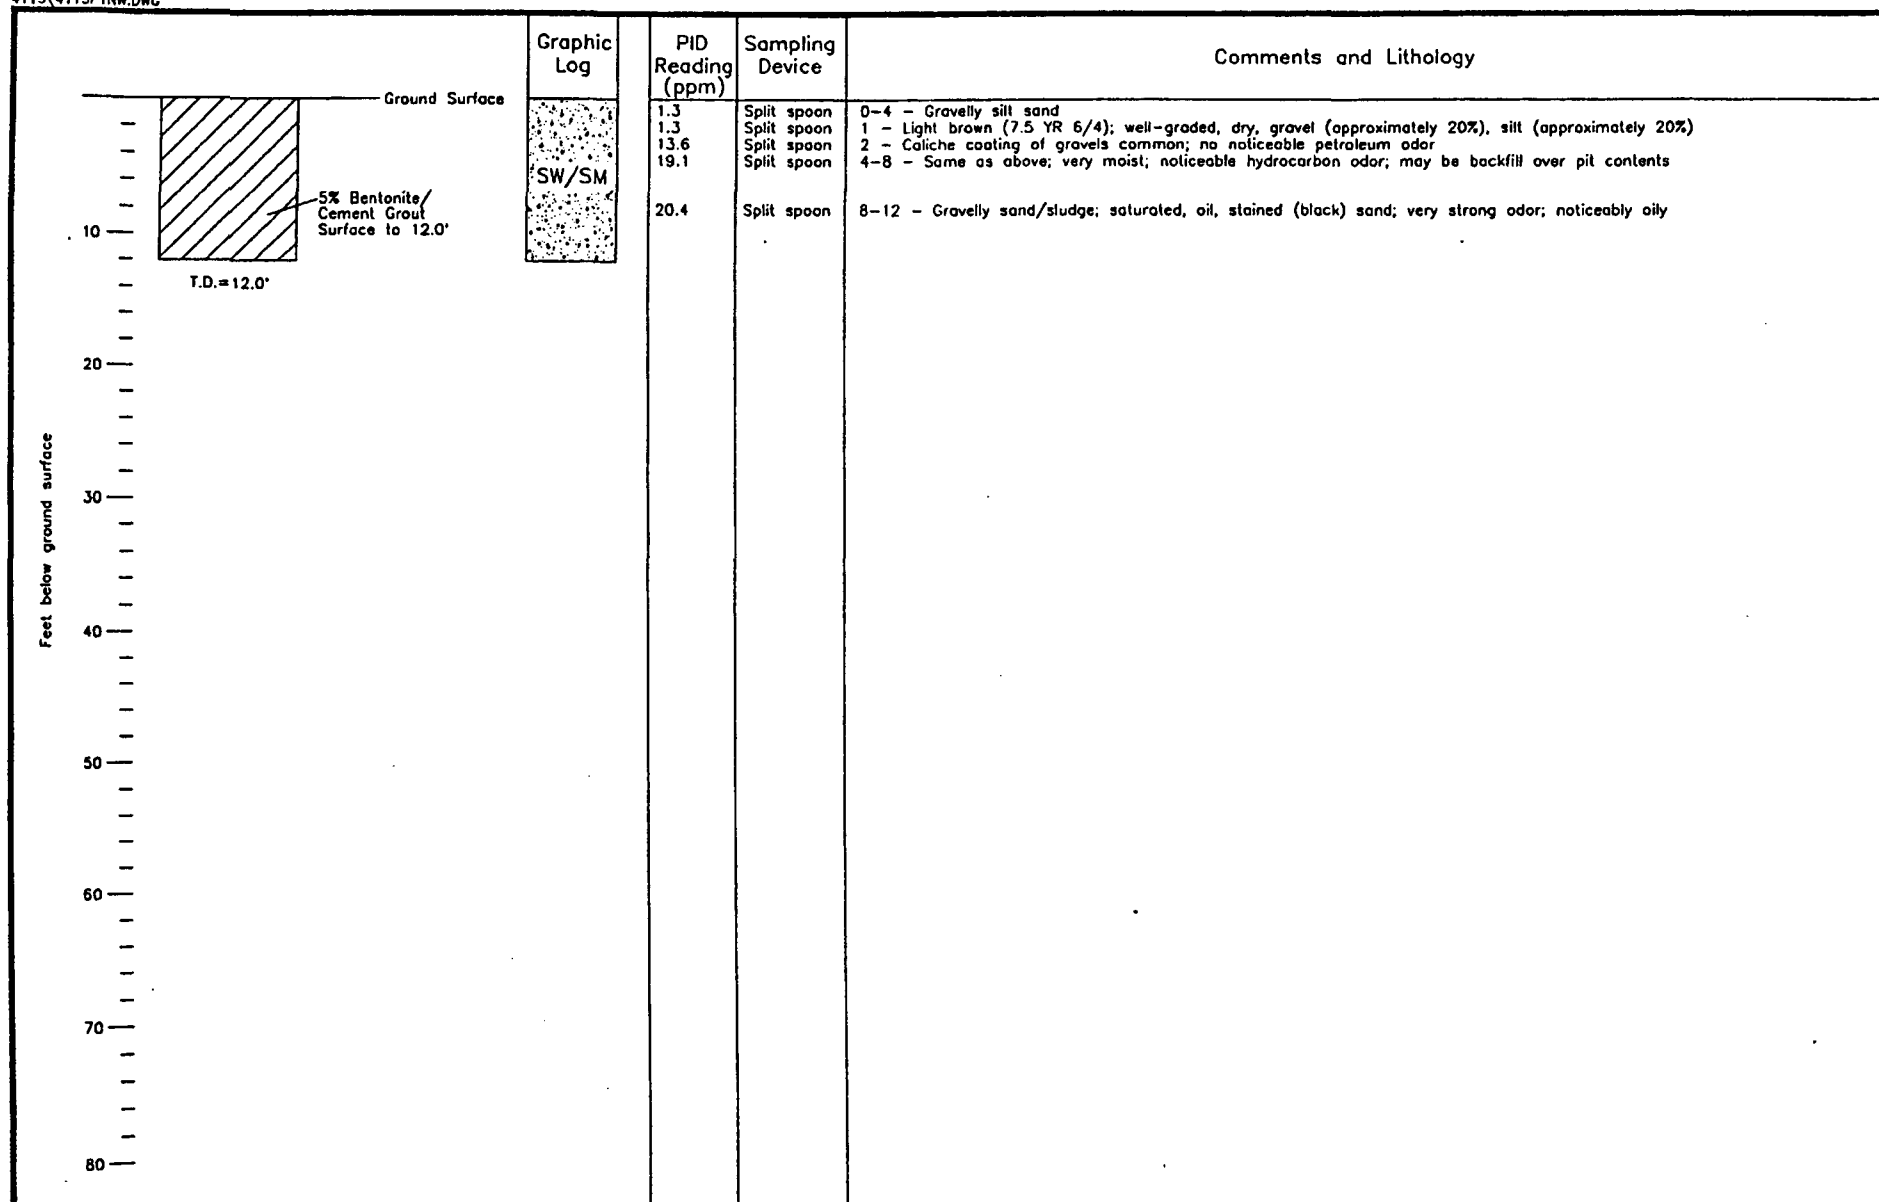 Graphic
Log
PID
Reading
(ppm)
Sampling
Device
Comments and Lithology
Ground Surface
1.3 Split spoon 0-4 - Gravelly silt sand
1.3 Split spoon 1 - Light brown (7.5 YR 6/4); well-graded, dry, gravel (approximately 20%), silt (approximately 20%)
13.6 Split spoon 2 - Caliche coating of gravels common; no noticeable petroleum odor
19.1 Split spoon 4-8 - Same as above; very moist; noticeable hydrocarbon odor; may be backfill over pit contents
SW/SM
5% Bentonite/
Cement Grout
Surface to 12.0'
20.4 Split spoon 8-12 - Gravelly sand/sludge; saturated, oil, stained (black) sand; very strong odor; noticeably oily
10
T.D.=12.0'
20
30
40
50
60
70
80
Feet below ground surface